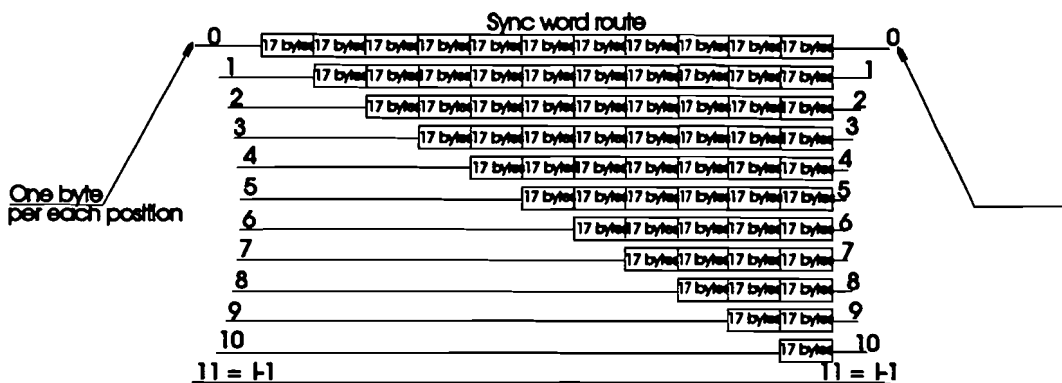 Sync word route
0 17 bytes 17 bytes 17 bytes 17 bytes 17 bytes 17 bytes 17 bytes 17 bytes 17 bytes 17 bytes 17 bytes 0
1 17 bytes 17 bytes 17 bytes 17 bytes 17 bytes 17 bytes 17 bytes 17 bytes 17 bytes 17 bytes 1
2 17 bytes 17 bytes 17 bytes 17 bytes 17 bytes 17 bytes 17 bytes 17 bytes 17 bytes 2
3 17 bytes 17 bytes 17 bytes 17 bytes 17 bytes 17 bytes 17 bytes 17 bytes 3
4 17 bytes 17 bytes 17 bytes 17 bytes 17 bytes 17 bytes 17 bytes 4
One byte
per each position
5 17 bytes 17 bytes 17 bytes 17 bytes 17 bytes 17 bytes 5
6 17 bytes 17 bytes 17 bytes 17 bytes 17 bytes 6
7 17 bytes 17 bytes 17 bytes 17 bytes 7
8 17 bytes 17 bytes 17 bytes 8
9 17 bytes 17 bytes 9
10 17 bytes 10
11 = I-1 11 = I-1